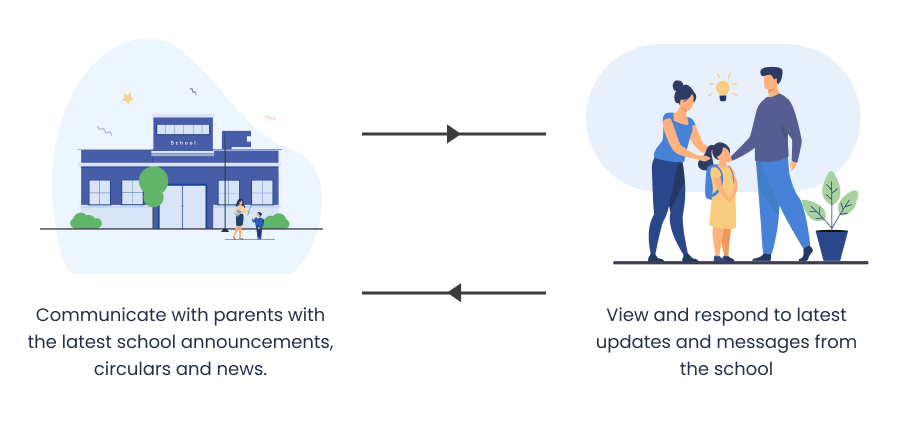 School
Communicate with parents with
the latest school announcements,
circulars and news.
View and respond to latest
updates and messages from
the school